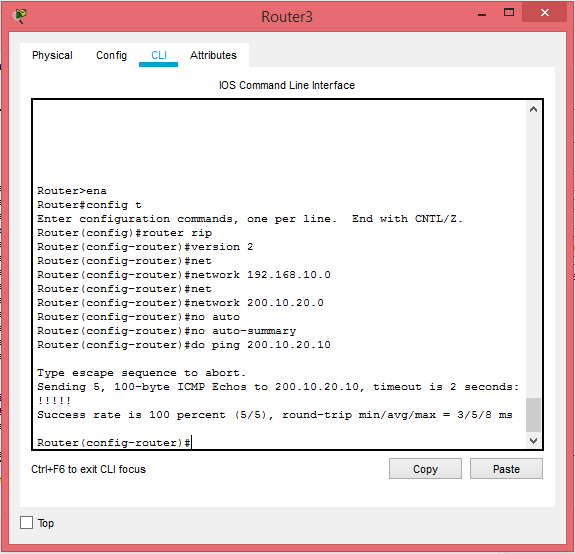 Router3
Physical Config CLI Attributes
IOS Command Line Interface
Router>ena
Router#config t
Enter configuration commands, one per line.  End with CNTL/Z.
Router(config)#router rip
Router(config-router)#version 2
Router(config-router)#net
Router(config-router)#network 192.168.10.0
Router(config-router)#net
Router(config-router)#network 200.10.20.0
Router(config-router)#no auto
Router(config-router)#no auto-summary
Router(config-router)#do ping 200.10.20.10
Type escape sequence to abort.
Sending 5, 100-byte ICMP Echos to 200.10.20.10, timeout is 2 seconds:
!!!!!
Success rate is 100 percent (5/5), round-trip min/avg/max = 3/5/8 ms
Router(config-router)#
Ctrl+F6 to exit CLI focus Copy Paste
Top